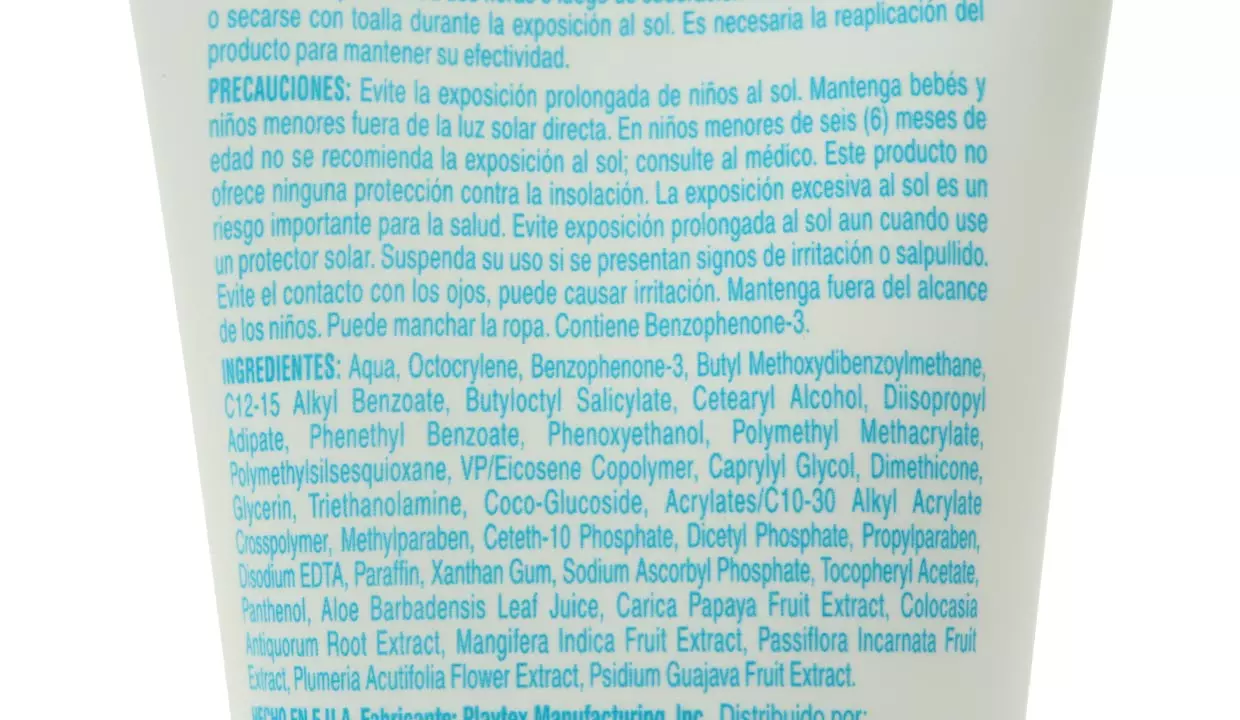 o secarse con toalla durante la exposición al sol. Es necesaria la reaplicación del
producto para mantener su efectividad.
PRECAUCIONES: Evite la exposición prolongada de niños al sol. Mantenga bebés y
niños menores fuera de la luz solar directa. En niños menores de seis (6) meses de
edad no se recomienda la exposición al sol; consulte al médico. Este producto no
ofrece ninguna protección contra la insolación. La exposición excesiva al sol es un
riesgo importante para la salud. Evite exposición prolongada al sol aun cuando use
un protector solar. Suspenda su uso si se presentan signos de irritación o salpullido.
Evite el contacto con los ojos, puede causar irritación. Mantenga fuera del alcance
de los niños. Puede manchar la ropa. Contiene Benzophenone-3.
INGREDIENTES: Aqua, Octocrylene, Benzophenone-3, Butyl Methoxydibenzoylmethane,
C12-15 Alkyl Benzoate, Butyloctyl Salicylate, Cetearyl Alcohol, Diisopropyl
Adipate, Phenethyl Benzoate, Phenoxyethanol, Polymethyl Methacrylate,
Polymethylsilsesquioxane, VP/Eicosene Copolymer, Caprylyl Glycol, Dimethicone,
Glycerin, Triethanolamine, Coco-Glucoside, Acrylates/C10-30 Alkyl Acrylate
Crosspolymer, Methylparaben, Ceteth-10 Phosphate, Dicetyl Phosphate, Propylparaben,
Disodium EDTA, Paraffin, Xanthan Gum, Sodium Ascorbyl Phosphate, Tocopheryl Acetate,
Panthenol, Aloe Barbadensis Leaf Juice, Carica Papaya Fruit Extract, Colocasia
Antiquorum Root Extract, Mangifera Indica Fruit Extract, Passiflora Incarnata Fruit
Extract, Plumeria Acutifolia Flower Extract, Psidium Guajava Fruit Extract.
HECHO EN E.U.A. Fabricante: Playtex Manufacturing, Inc. Distribuido por: